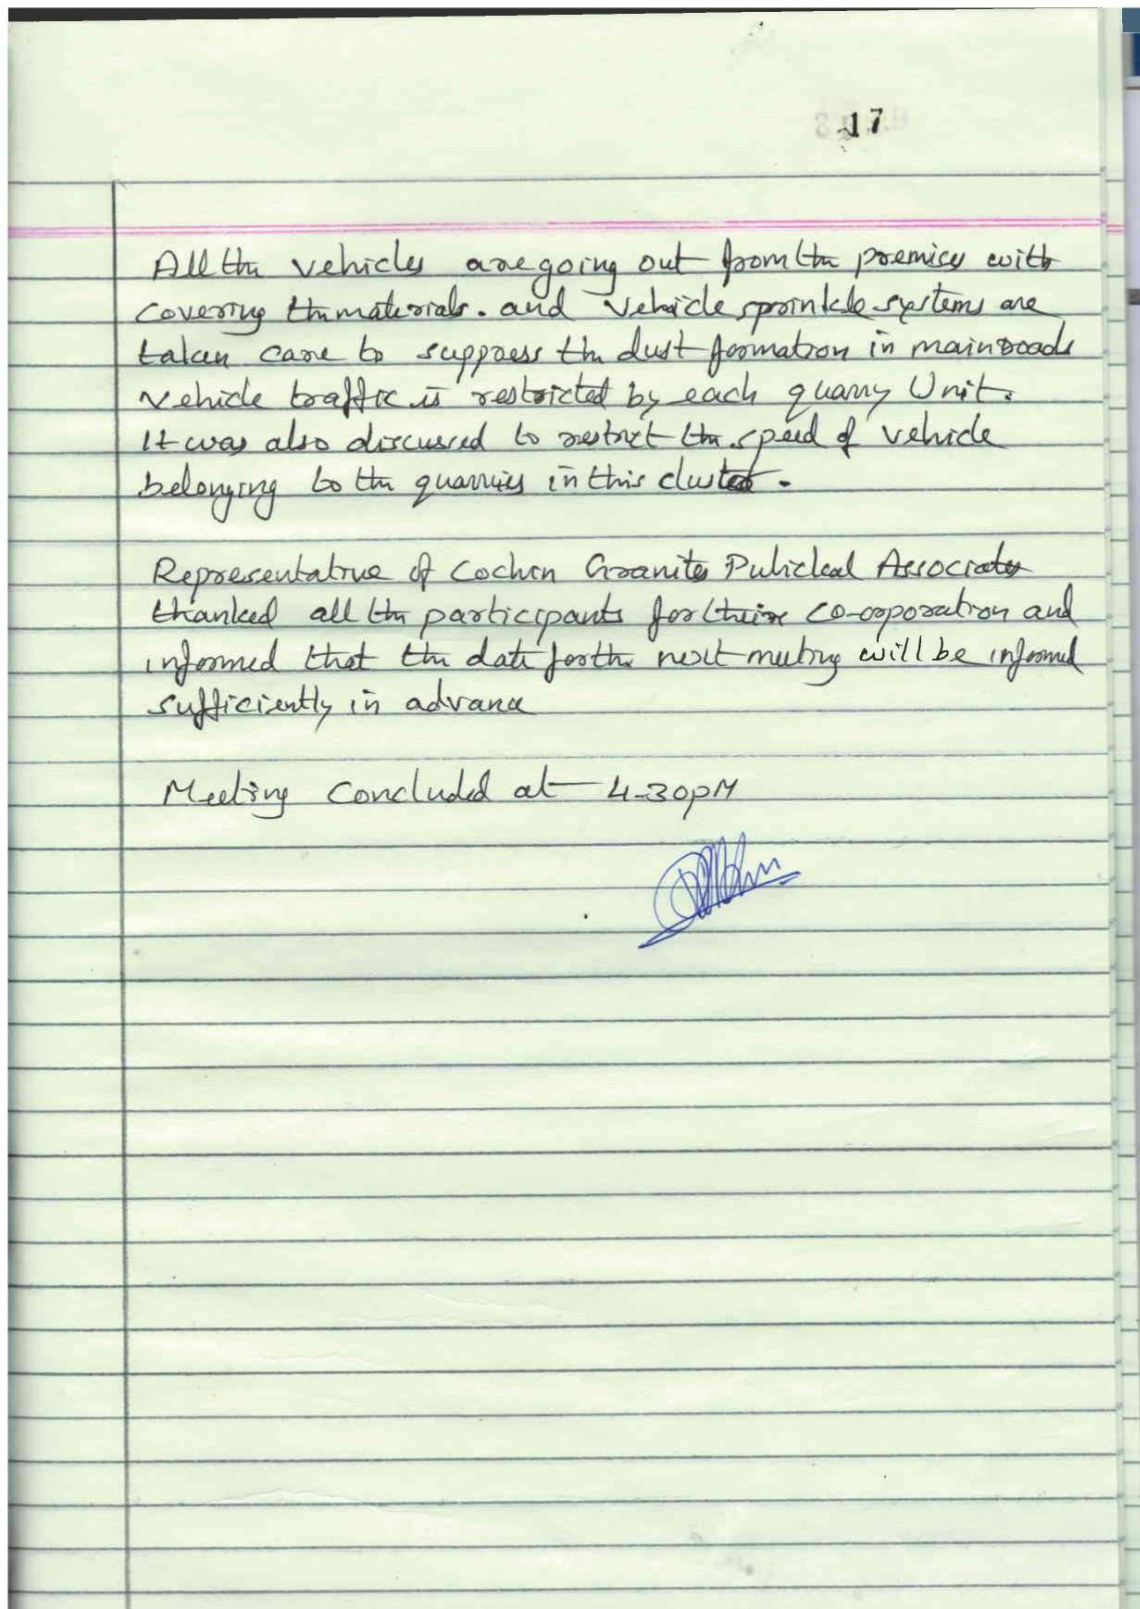 17
All the vehicles are going out from the premises with
covering the materials. and vehicle sprinkle systems are
taken care to suppress the dust formation in main roads
vehicle traffic is restricted by each quarry Unit.
It was also discussed to restrict the speed of vehicle
belonging to the quarries in this cluster.
Representative of Cochin Granites Associates
thanked all the participants for their co-orporation and
informed that the date for the next meeting will be informed
sufficiently in advance
Meeting Concluded at 4-30pM